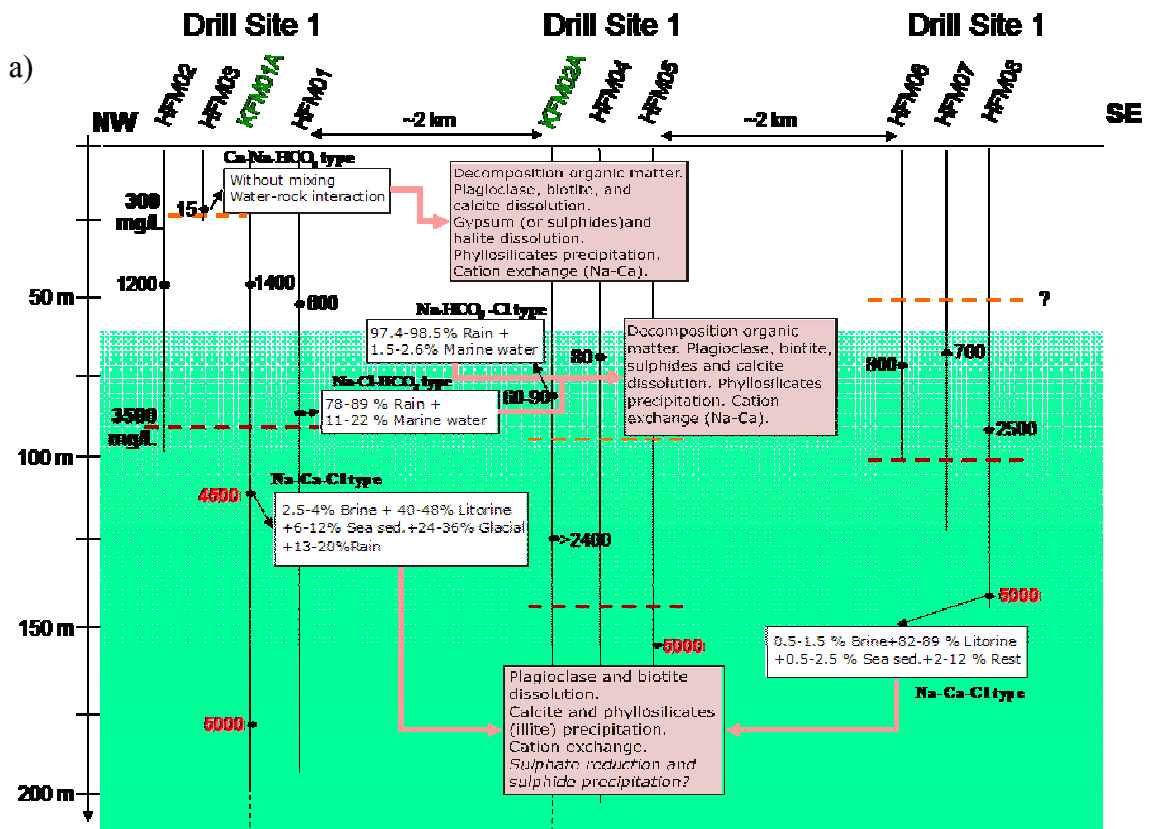 Drill Site 1
Drill Site 1
Drill Site 1
a)
HFM02
HFM03
KFM01A
HFM01
KFM02A
HFM04
HFM05
HFM06
HFM07
HFM08
NW
~2 km
~2 km
SE
Ca-Na-HCO₃ type
Without mixing
Water-rock interaction
Decomposition organic matter.
Plagioclase, biotite, and
calcite dissolution.
Gypsum (or sulphides)and
halite dissolution.
Phyllosilicates precipitation.
Cation exchange (Na-Ca).
300
mg/L
15
1200
1400
600
50 m
?
Na-HCO₃-Cl type
97.4-98.5% Rain +
1.5-2.6% Marine water
80
60-90
Decomposition organic
matter. Plagioclase, biotite,
sulphides and calcite
dissolution. Phyllosilicates
precipitation. Cation
exchange (Na-Ca).
700
Na-Cl-HCO₃ type
78-89 % Rain +
11-22 % Marine water
mg/L
2500
100 m
Na-Ca-Cl type
4500
2.5-4% Brine + 40-48% Litorine
+6-12% Sea sed.+24-36% Glacial
+13-20%Rain
>2400
5000
150 m
5000
0.5-1.5 % Brine+82-89 % Litorine
+0.5-2.5 % Sea sed.+2-12 % Rest
Na-Ca-Cl type
Plagioclase and biotite
dissolution.
Calcite and phyllosilicates
(illite) precipitation.
Cation exchange.
Sulphate reduction and
sulphide precipitation?
5000
200 m